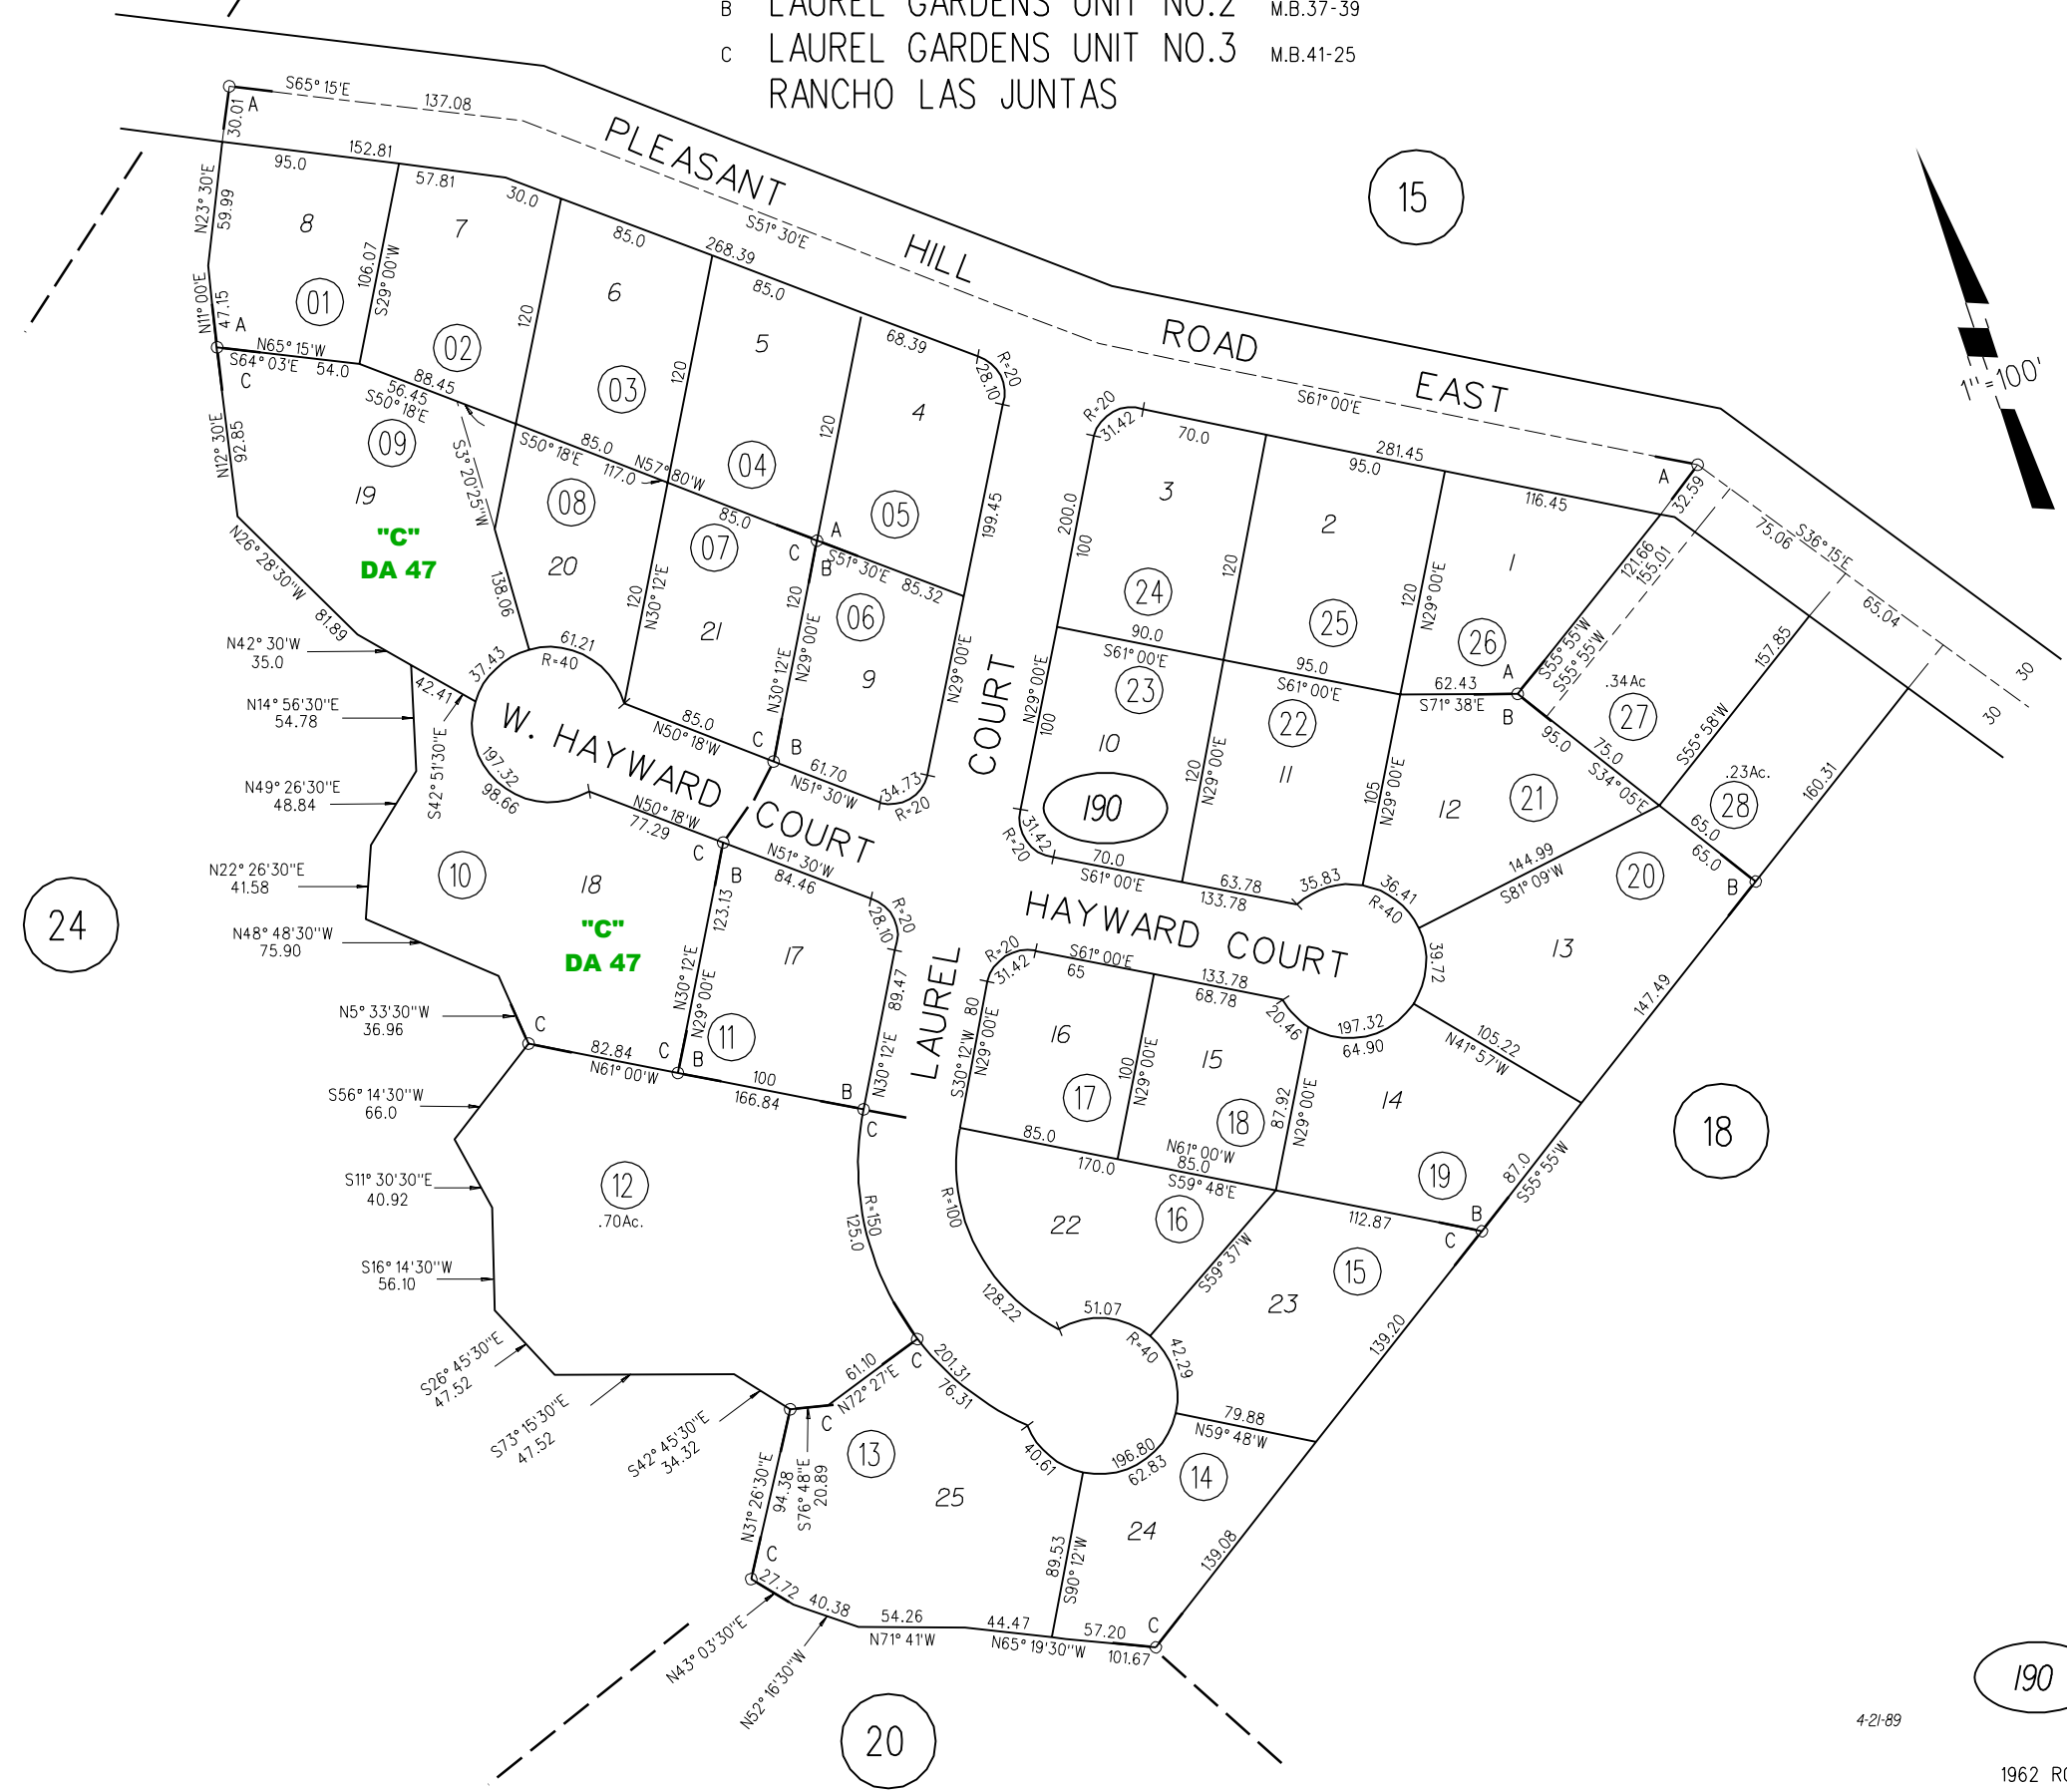 B LAUREL GARDENS UNIT NO.2 M.B.37-39
C LAUREL GARDENS UNIT NO.3 M.B.41-25
RANCHO LAS JUNTAS
PLEASANT HILL ROAD EAST
S65°15'E
137.08
A
30.01
152.81
95.0
57.81
30.0
N23°30'E
59.99
8
7
106.07
S29°00'W
01
02
N11°00'E
47.15
A
N65°15'W
S64°03'E
54.0
C
88.45
56.45
S50°18'E
85.0
268.39
85.0
S51°30'E
6
120
03
120
5
04
68.39
R=20
28.10
4
120
05
199.45
15
S50°18'E
85.0
117.0
N57°80'W
85.0
A
C
B
S51°30'E
85.32
N12°30'E
92.85
09
19
"C"
DA 47
S3°20'25"W
08
20
07
21
120
N30°12'E
120
N29°00'E
N30°12'E
06
9
N29°00'E
N26°28'30"W
81.89
138.06
N42°30'W
35.0
37.43
61.21
R=40
42.41
N14°56'30"E
54.78
S42°51'30"E
197.32
98.66
W. HAYWARD COURT
85.0
N50°18'W
C
B
61.70
N51°30'W
34.73
R=20
N49°26'30"E
48.84
N50°18'W
77.29
C
B
N51°30'W
84.46
R=20
28.10
N22°26'30"E
41.58
10
18
"C"
DA 47
24
N48°48'30"W
75.90
123.13
N30°12'E
N29°00'E
17
11
89.47
N30°12'E
N5°33'30"W
36.96
C
82.84
N61°00'W
C
B
100
166.84
B
C
LAUREL COURT
R=20
31.42
70.0
281.45
95.0
116.45
S61°00'E
A
32.59
1"=100'
200.0
100
3
24
120
2
25
120
N29°00'E
1
26
121.66
155.01
S55°55'W
S55°55'W
75.06
S36°15'E
65.04
30
30
90.0
S61°00'E
95.0
S61°00'E
62.43
S71°38'E
A
B
.34Ac
27
157.85
S55°58'W
N29°00'E
100
23
10
190
120
N29°00'E
22
11
105
N29°00'E
12
21
95.0
75.0
S34°05'E
.23Ac.
28
160.31
65.0
65.0
B
31.42
R=20
70.0
S61°00'E
63.78
133.78
35.83
36.41
R=40
144.99
S81°09'W
20
13
39.72
HAYWARD COURT
R=20
31.42
S61°00'E
65
133.78
68.78
20.46
197.32
64.90
105.22
N41°57'W
147.49
80
S30°12'W
N29°00'E
16
17
100
N29°00'E
15
18
87.92
N29°00'E
14
19
87.0
S55°55'W
18
85.0
170.0
N61°00'W
85.0
S59°48'E
112.87
B
C
S56°14'30"W
66.0
S11°30'30"E
40.92
12
.70Ac.
R=150
125.0
R=100
22
16
S59°37'W
15
23
139.20
S16°14'30"W
56.10
128.22
51.07
R=40
42.29
S26°45'30"E
47.52
S73°15'30"E
47.52
S42°45'30"E
34.32
61.10
N72°27'E
C
C
201.31
76.31
79.88
N59°48'W
40.61
196.80
62.83
14
24
139.08
N31°26'30"E
94.38
S76°48'E
20.89
13
25
89.53
S90°12'W
C
27.72
40.38
54.26
N71°41'W
44.47
N65°19'30"W
57.20
101.67
C
N43°03'30"E
N52°16'30"W
20
190
4-21-89
1962